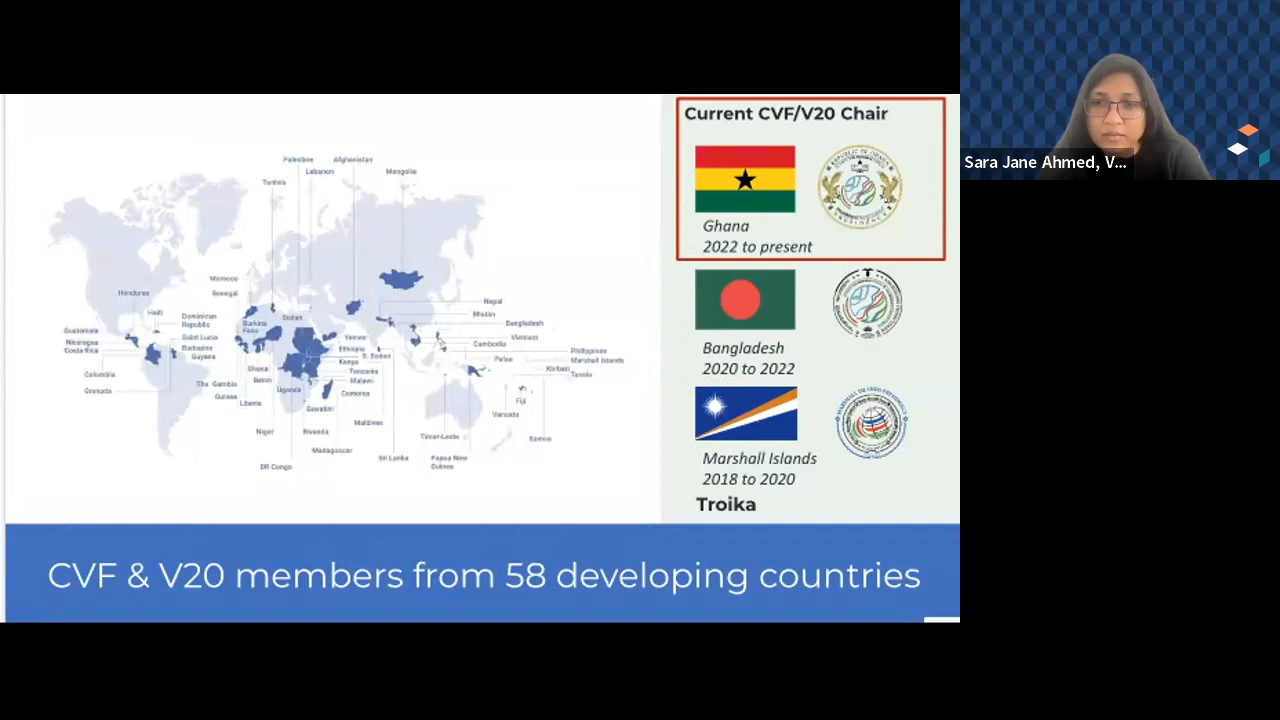 Palestine
Afghanistan
Lebanon
Mongolia
Tunisia
Morocco
Senegal
Honduras
Haiti
Dominican
Republic
Guatemala
Nicaragua
Costa Rica
Saint Lucia
Barbados
Guyana
Colombia
Grenada
Burkina
Faso
Sudan
Yemen
Ethiopia
S. Sudan
Kenya
Tanzania
Malawi
Comoros
Ghana
Benin
Uganda
The Gambia
Guinea
Liberia
Eswatini
Niger
Rwanda
Madagascar
DR Congo
Maldives
Sri Lanka
Nepal
Bhutan
Bangladesh
Vietnam
Cambodia
Palau
Philippines
Marshall Islands
Kiribati
Tuvalu
Fiji
Vanuatu
Samoa
Timor-Leste
Papua New
Guinea
Current CVF/V20 Chair
Ghana
2022 to present
Bangladesh
2020 to 2022
Marshall Islands
2018 to 2020
Troika
CVF & V20 members from 58 developing countries
Sara Jane Ahmed, V...